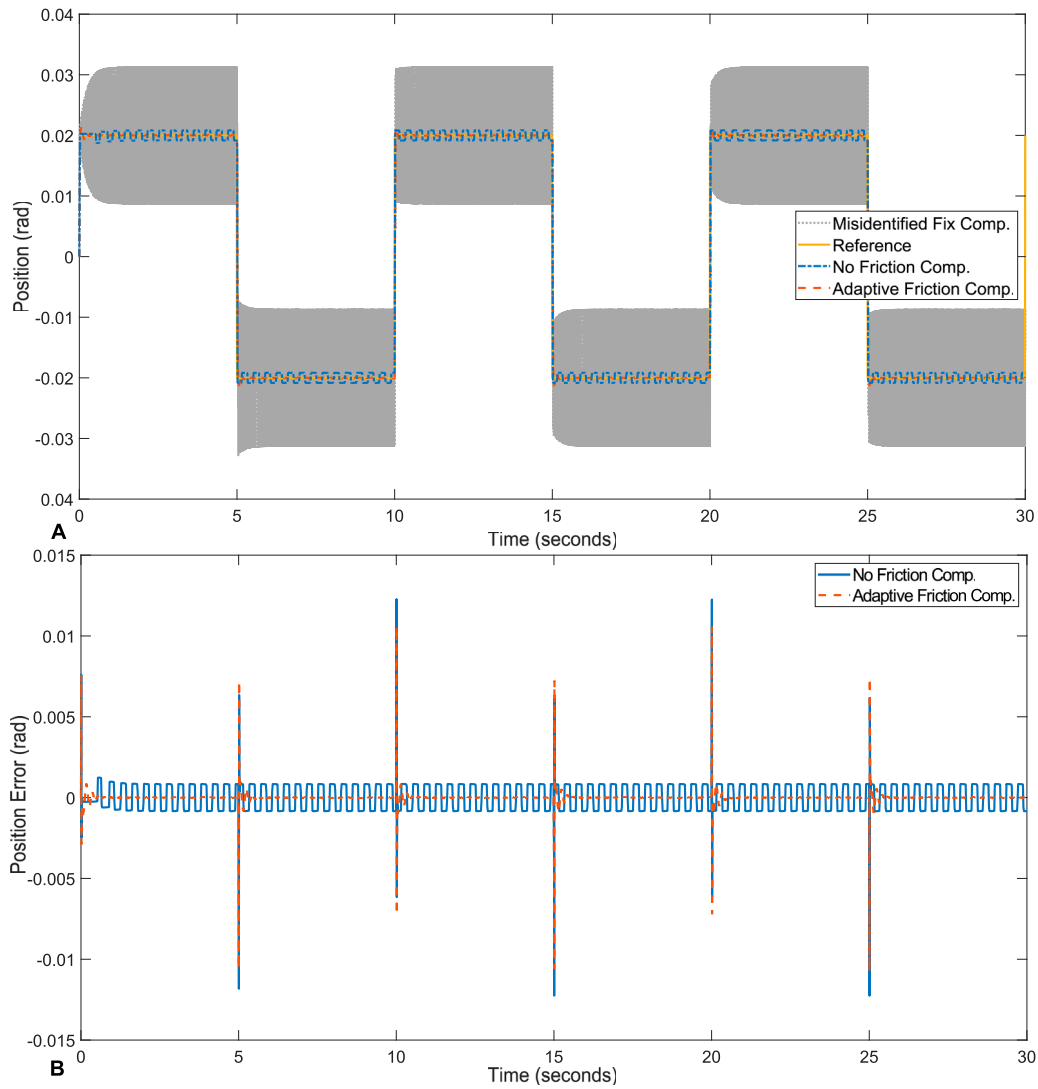 0.04
0.03
0.02
0.01
0
-0.01
-0.02
-0.03
0.04
Position (rad)
Misidentified Fix Comp.
Reference
No Friction Comp.
Adaptive Friction Comp.
0 5 10 15 20 25 30
Time (seconds)
A
0.015
0.01
0.005
0
-0.005
-0.01
-0.015
Position Error (rad)
No Friction Comp.
Adaptive Friction Comp.
0 5 10 15 20 25 30
Time (seconds)
B